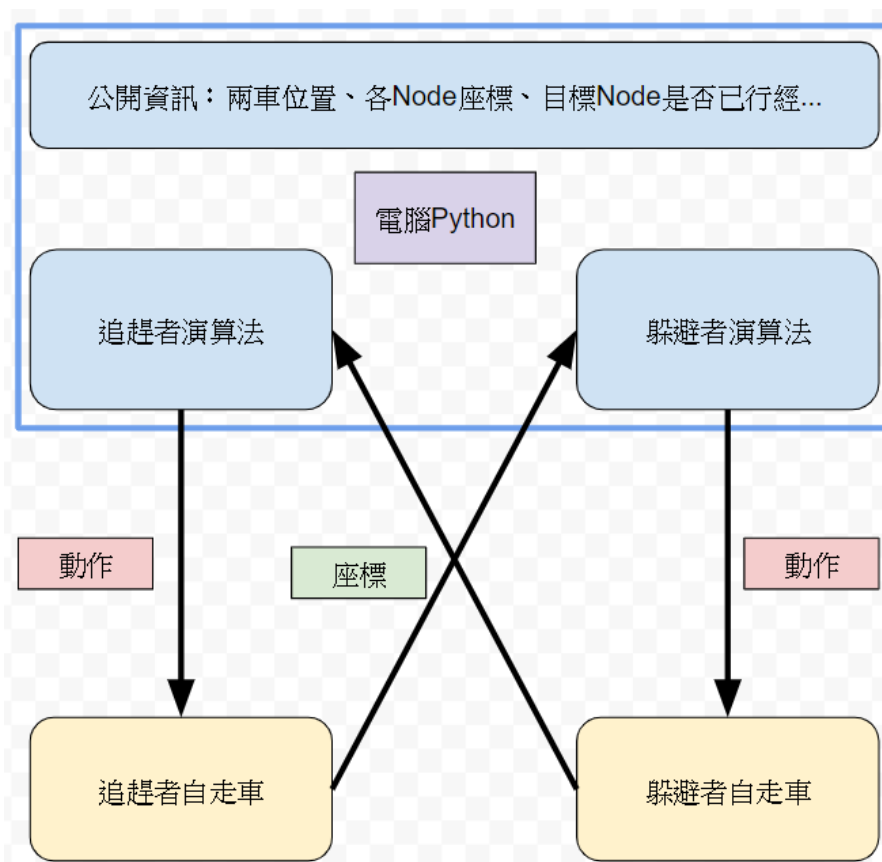 公開資訊：兩車位置、各Node座標、目標Node是否已行經...
電腦Python
追趕者演算法
躲避者演算法
動作
座標
動作
追趕者自走車
躲避者自走車